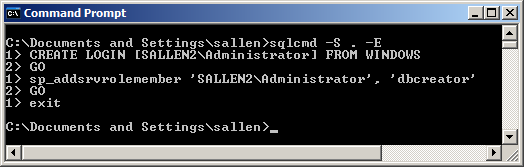 Command Prompt
C:\Documents and Settings\sallen>sqlcmd -S . -E
1> CREATE LOGIN [SALLEN2\Administrator] FROM WINDOWS
2> GO
1> sp_addsrvrolemember 'SALLEN2\Administrator', 'dbcreator'
2> GO
1> exit
C:\Documents and Settings\sallen>_